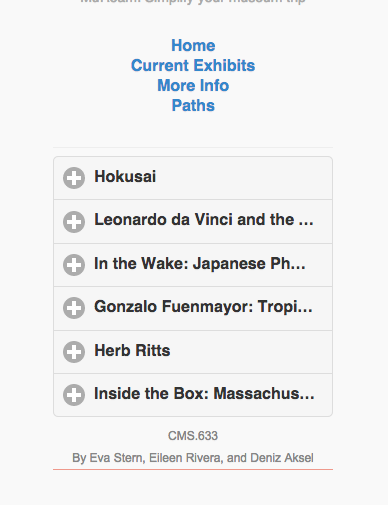 Simplify your museum trip
Home
Current Exhibits
More Info
Paths
Hokusai
Leonardo da Vinci and the ...
In the Wake: Japanese Ph...
Gonzalo Fuenmayor: Tropi...
Herb Ritts
Inside the Box: Massachus...
CMS.633
By Eva Stern, Eileen Rivera, and Deniz Aksel